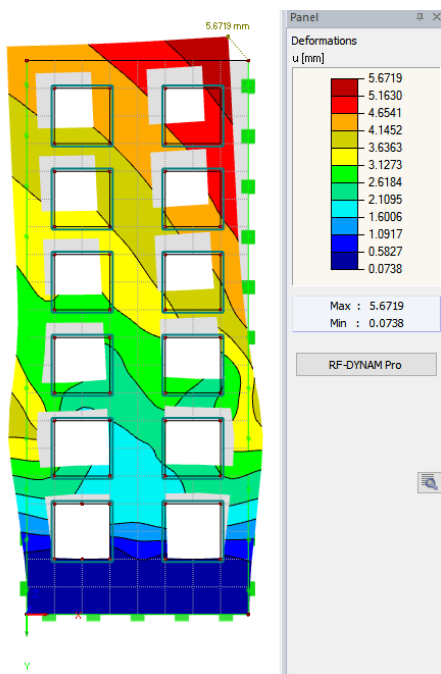 5.6719 mm
X
Y
Panel
Deformations
u [mm]
5.6719
5.1630
4.6541
4.1452
3.6363
3.1273
2.6184
2.1095
1.6006
1.0917
0.5827
0.0738
Max : 5.6719
Min : 0.0738
RF-DYNAM Pro